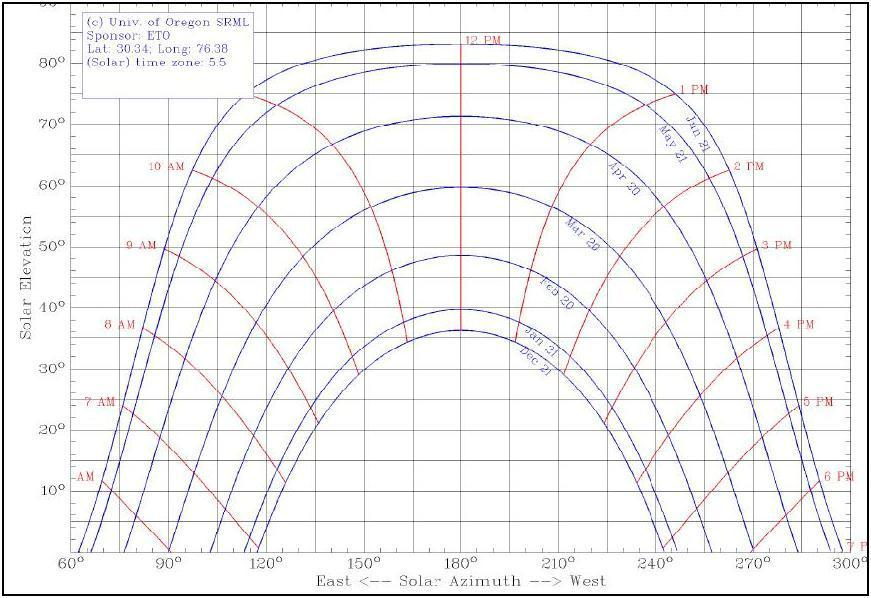 (c) Univ. of Oregon SRML
Sponsor: ETO
Lat: 30.34; Long: 76.38
(Solar) time zone: 5.5
12 PM
80°
1 PM
Jun 21
May 21
70°
10 AM
2 PM
Apr 20
60°
Mar 20
50°
9 AM
3 PM
Feb 20
40°
8 AM
4 PM
Jan 21
Dec 21
30°
7 AM
5 PM
20°
AM
6 PM
10°
7 P
Solar Elevation
60° 90° 120° 150° 180° 210° 240° 270° 300°
East <-- Solar Azimuth --> West